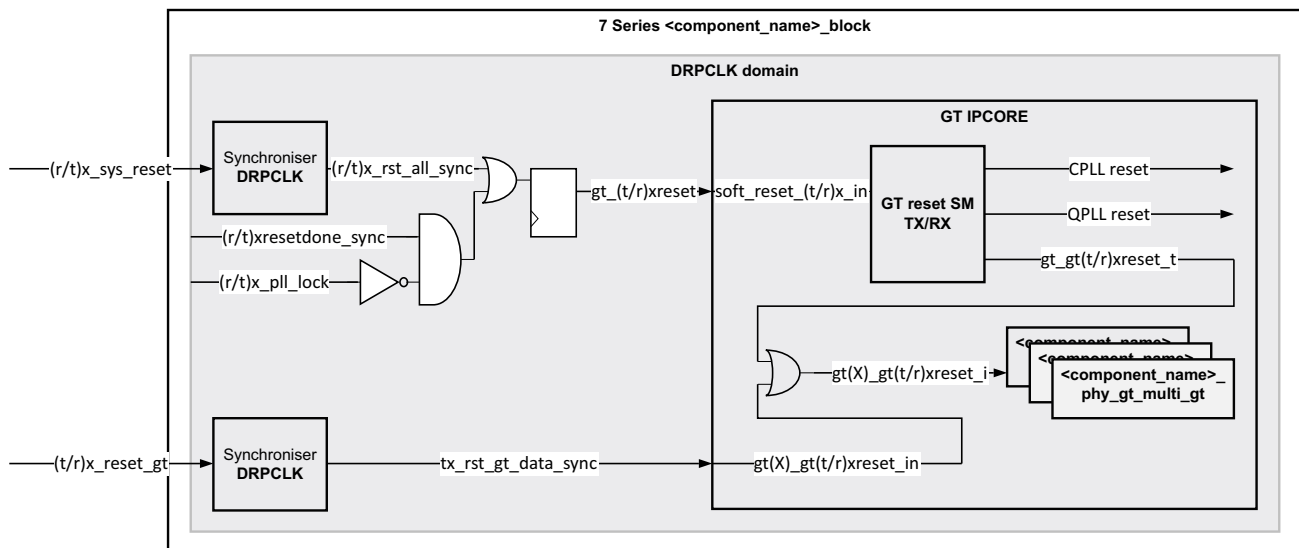 7 Series <component_name>_block
DRPCLK domain
GT IPCORE
(r/t)x_sys_reset
Synchroniser
DRPCLK
(r/t)x_rst_all_sync
gt_(t/r)xreset
soft_reset_(t/r)x_in
GT reset SM
TX/RX
CPLL reset
QPLL reset
gt_gt(t/r)xreset_t
(r/t)xresetdone_sync
(r/t)x_pll_lock
gt(X)_gt(t/r)xreset_i
<component_name>
<component_name>
<component_name>_
phy_gt_multi_gt
(t/r)x_reset_gt
Synchroniser
DRPCLK
tx_rst_gt_data_sync
gt(X)_gt(t/r)xreset_in